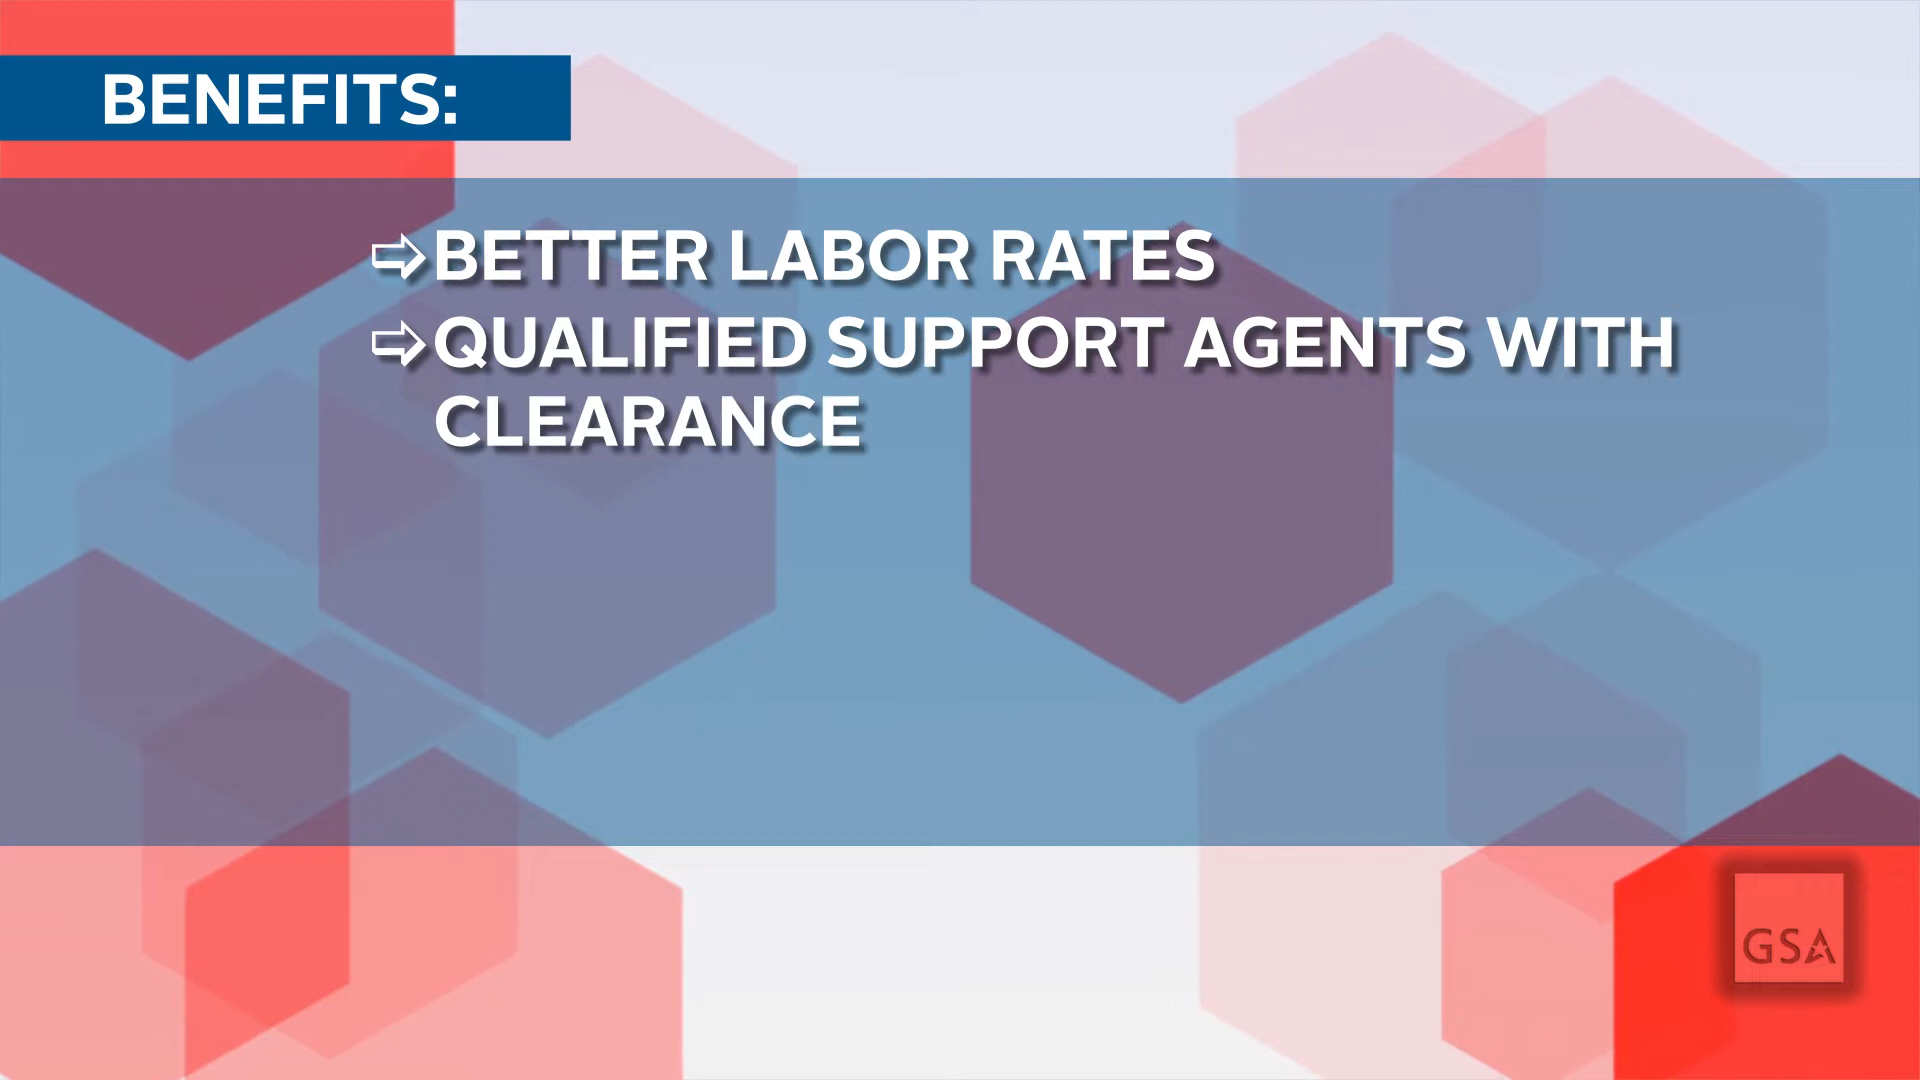 BENEFITS:
⇨BETTER LABOR RATES
⇨QUALIFIED SUPPORT AGENTS WITH
CLEARANCE
GSA